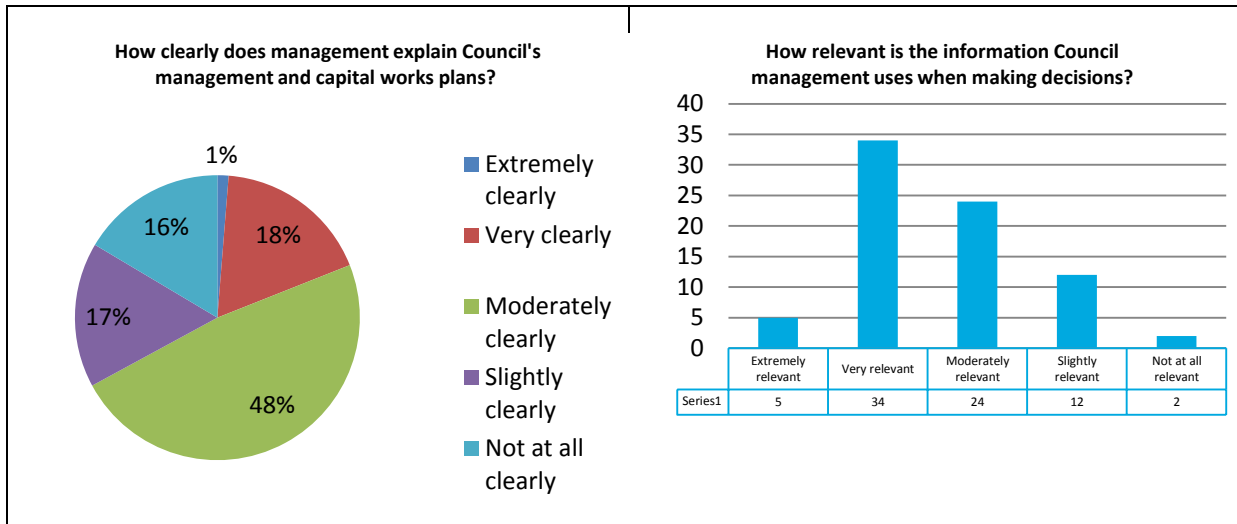 How clearly does management explain Council's
management and capital works plans?
1%
18%
48%
17%
16%
Extremely
clearly
Very clearly
Moderately
clearly
Slightly
clearly
Not at all
clearly
How relevant is the information Council
management uses when making decisions?
40
35
30
25
20
15
10
5
0
Extremely
relevant
Very relevant
Moderately
relevant
Slightly
relevant
Not at all
relevant
Series1 5 34 24 12 2